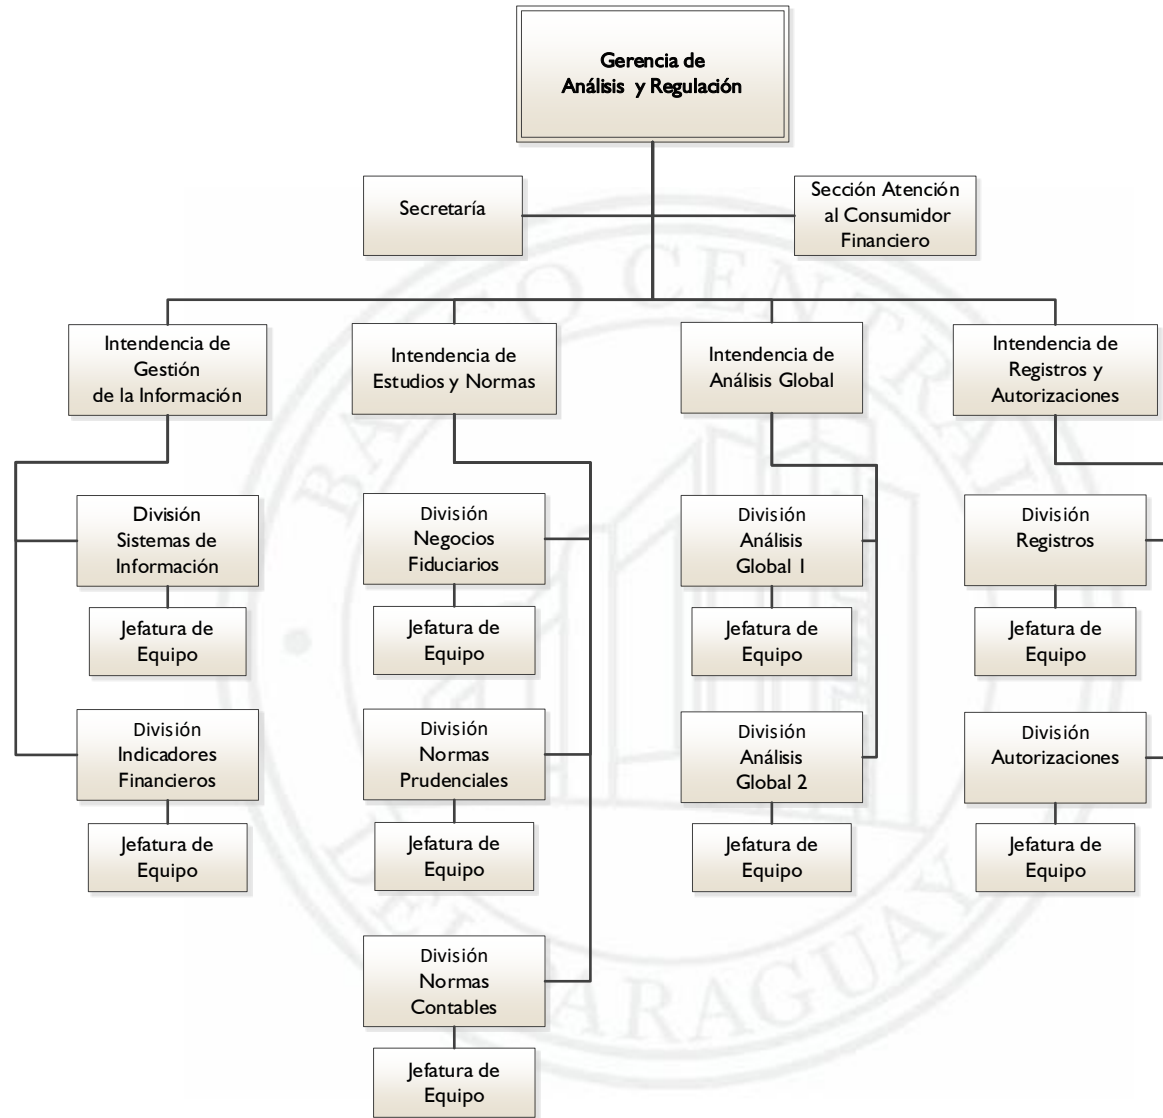 Gerencia de
Análisis y Regulación
Secretaría
Sección Atención
al Consumidor
Financiero
Intendencia de
Gestión
de la Información
Intendencia de
Estudios y Normas
Intendencia de
Análisis Global
Intendencia de
Registros y
Autorizaciones
División
Sistemas de
Información
Jefatura de
Equipo
División
Indicadores
Financieros
Jefatura de
Equipo
División
Negocios
Fiduciarios
Jefatura de
Equipo
División
Normas
Prudenciales
Jefatura de
Equipo
División
Normas
Contables
Jefatura de
Equipo
División
Análisis
Global 1
Jefatura de
Equipo
División
Análisis
Global 2
Jefatura de
Equipo
División
Registros
Jefatura de
Equipo
División
Autorizaciones
Jefatura de
Equipo
BANCO CENTRAL
DEL PARAGUAY